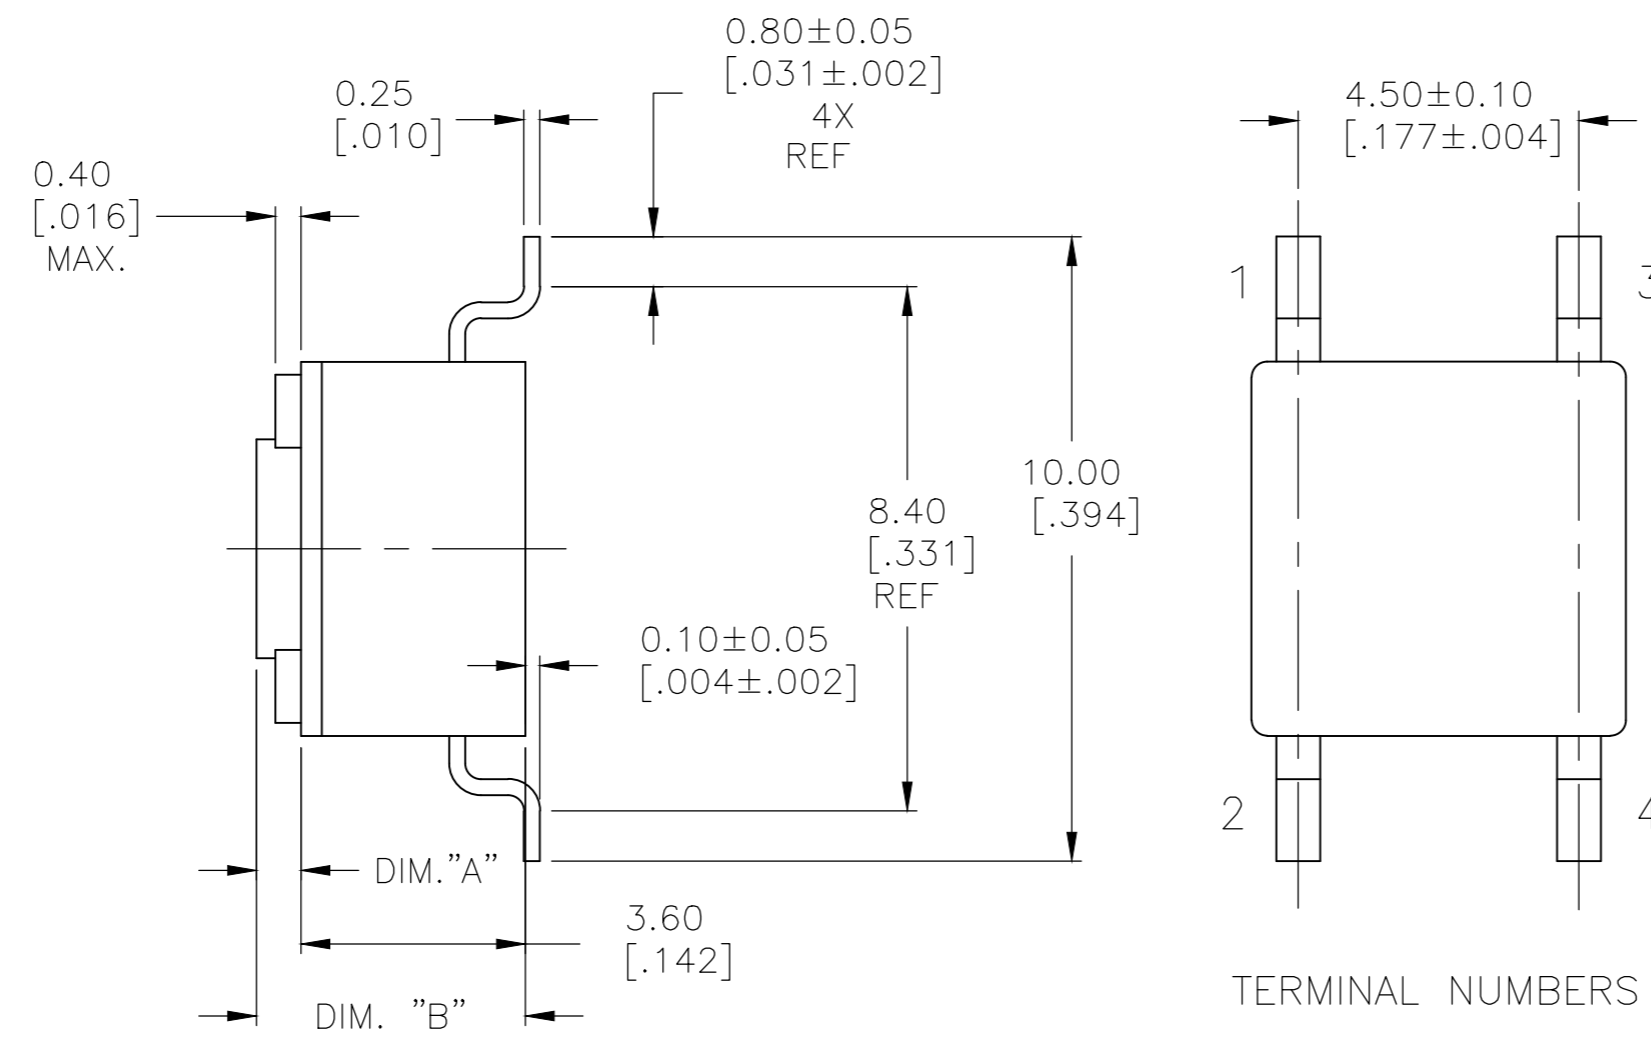 0.80±0.05
[.031±.002]
4X
REF
0.25
[.010]
0.40
[.016]
MAX.
10.00
[.394]
8.40
[.331]
REF
0.10±0.05
[.004±.002]
DIM."A"
3.60
[.142]
DIM. "B"
4.50±0.10
[.177±.004]
1
3
2
4
TERMINAL NUMBERS